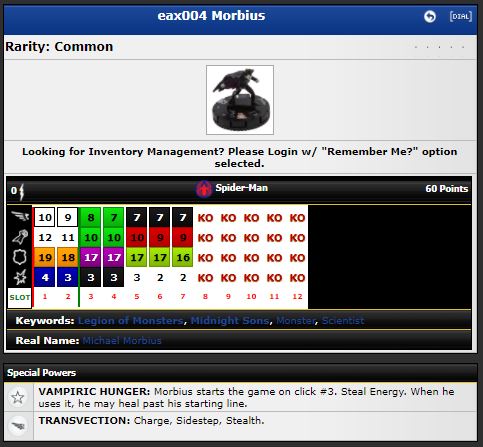 eax004 Morbius
[DIAL]
Rarity: Common
Looking for Inventory Management? Please Login w/ "Remember Me?" option
selected.
0 Spider-Man 60 Points
10 9 8 7 7 7 7 KO KO KO KO KO
12 11 10 10 10 9 9 KO KO KO KO KO
19 18 17 17 17 17 16 KO KO KO KO KO
4 3 3 3 3 2 2 KO KO KO KO KO
SLOT 1 2 3 4 5 6 7 8 9 10 11 12
Keywords: Legion of Monsters, Midnight Sons, Monster, Scientist
Real Name: Michael Morbius
Special Powers
VAMPIRIC HUNGER: Morbius starts the game on click #3. Steal Energy. When he
uses it, he may heal past his starting line.
TRANSVECTION: Charge, Sidestep, Stealth.